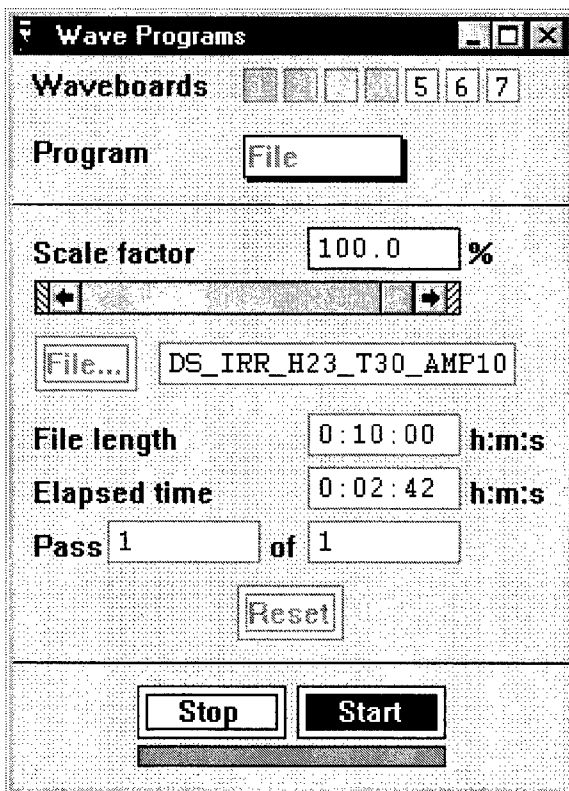 Wave Programs
Waveboards 5 6 7
Program File
Scale factor 100.0 %
File... DS_IRR_H23_T30_AMP10
File length 0:10:00 h:m:s
Elapsed time 0:02:42 h:m:s
Pass 1 of 1
Reset
Stop Start